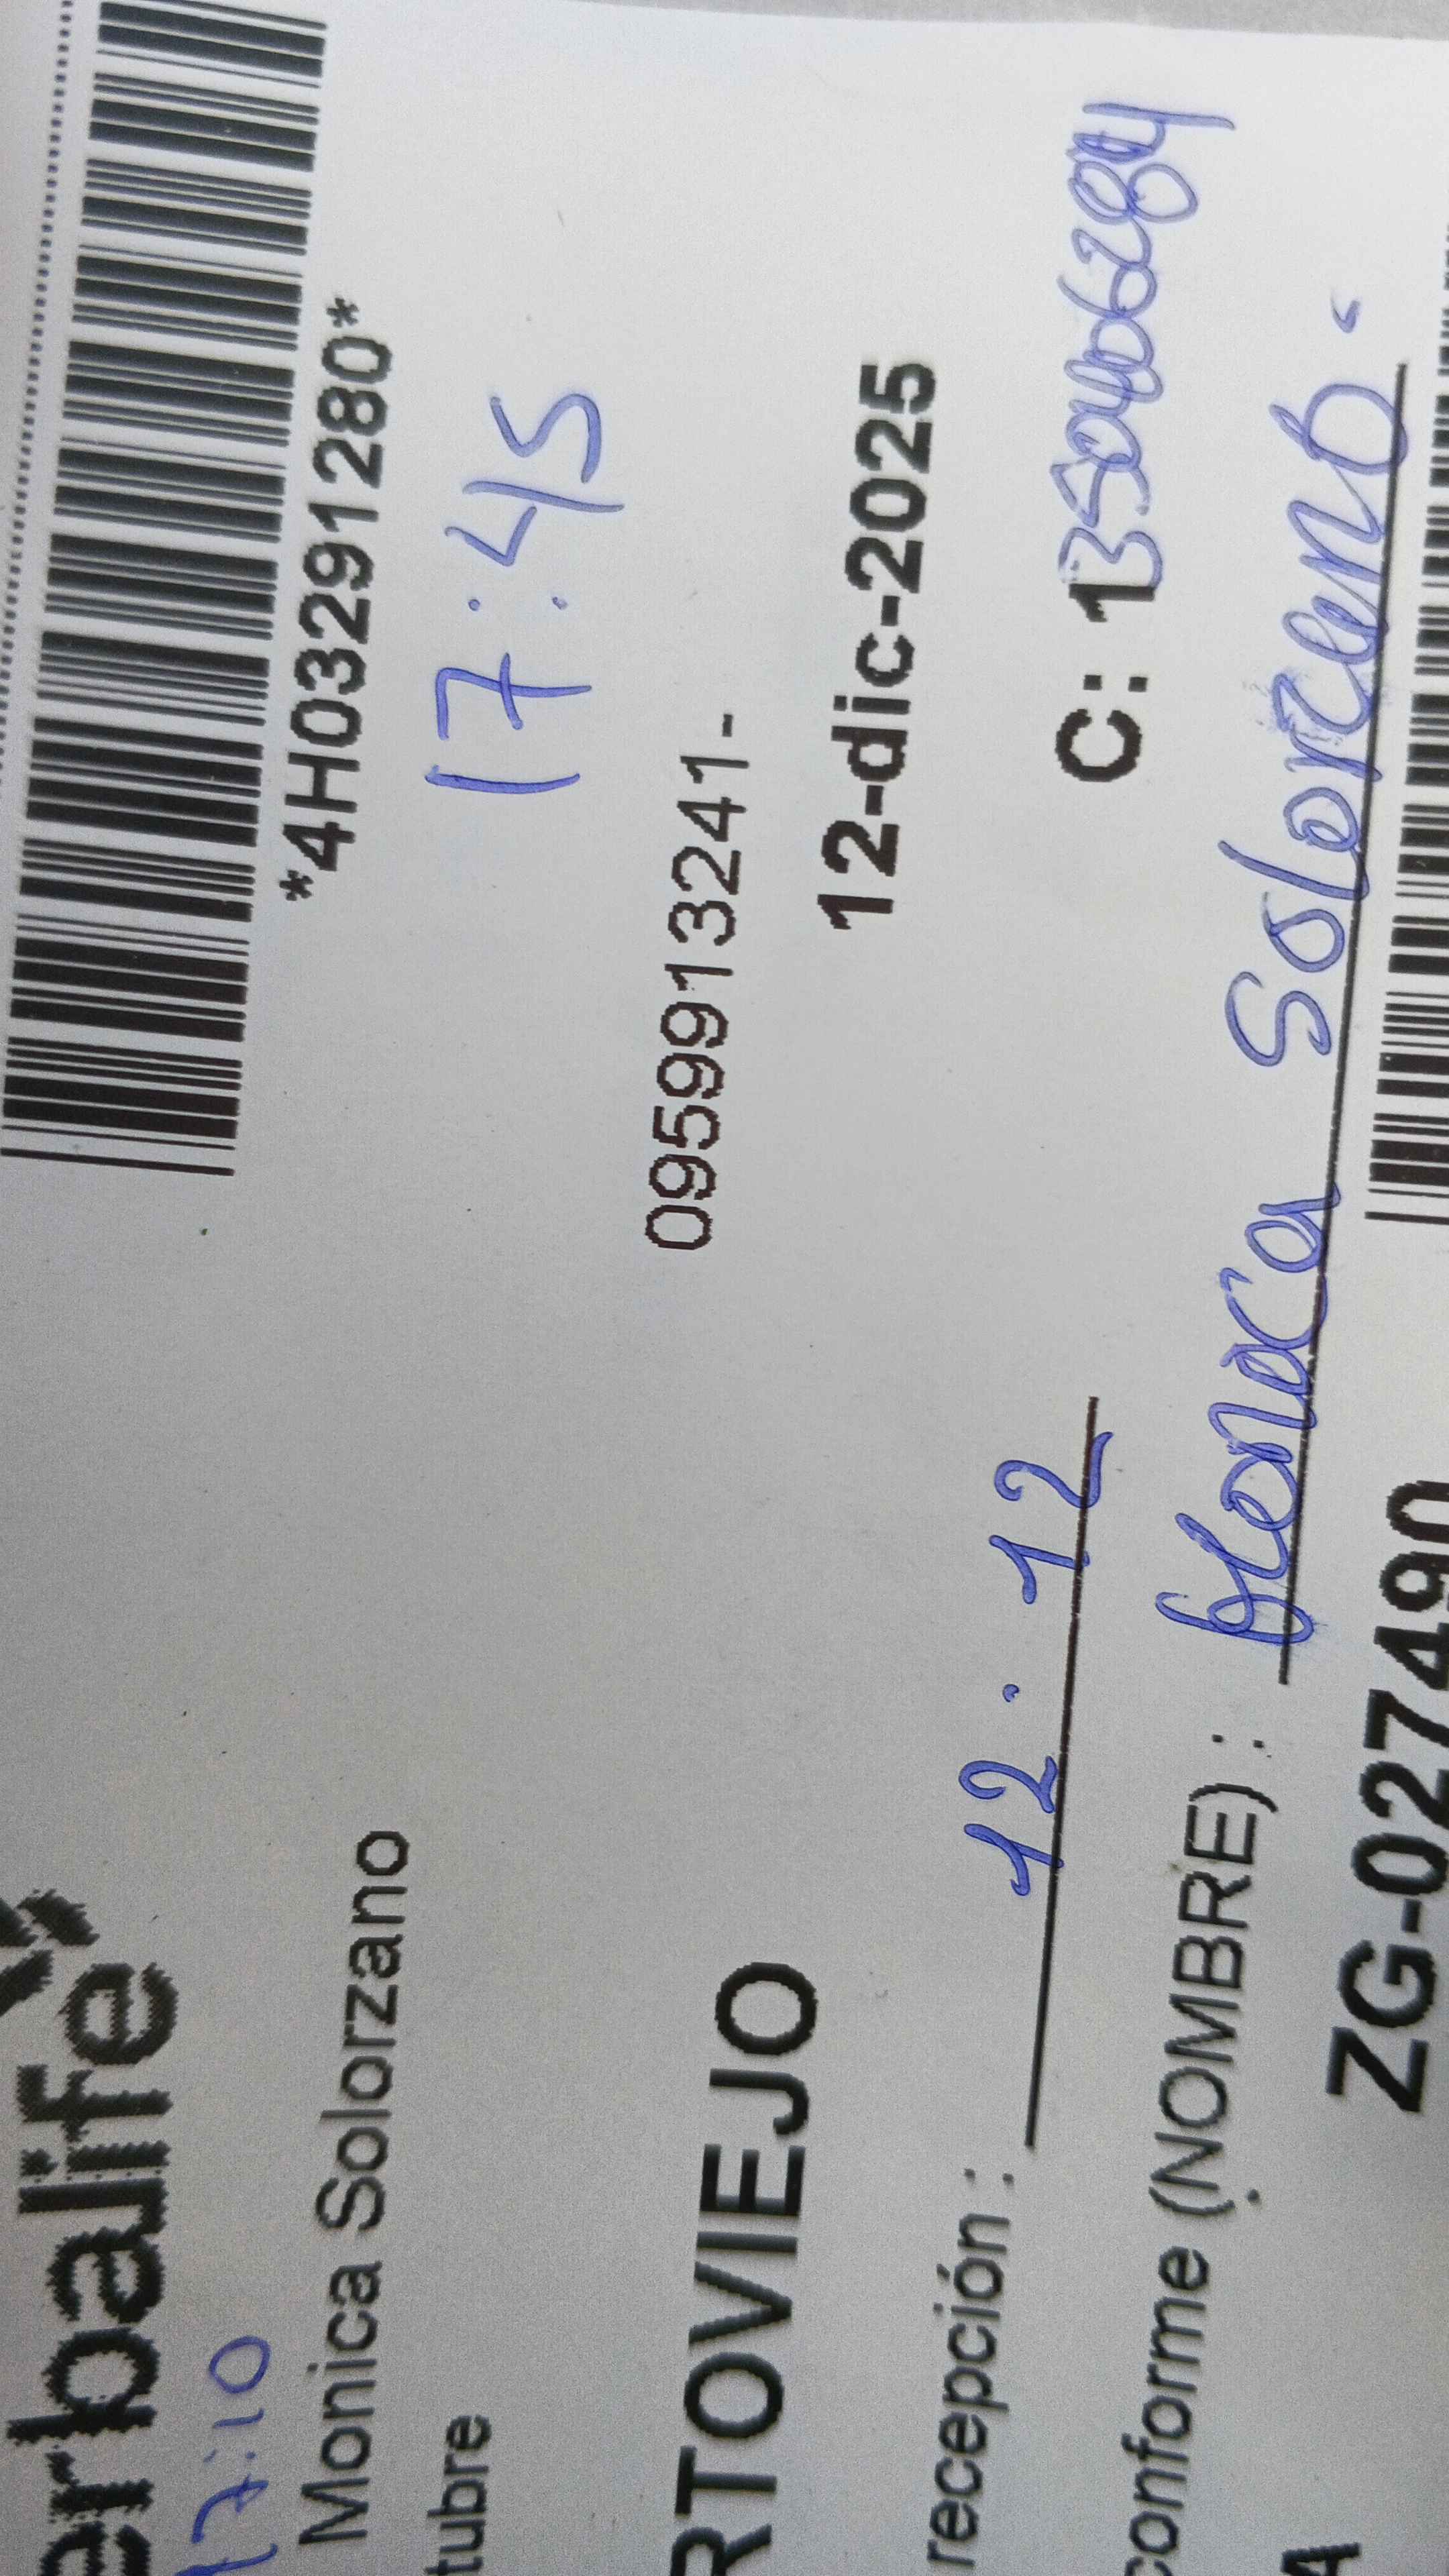 erbalife
17:10
*4H03291280*
Monica Solorzano
17:45
tubre
0959913241-
RTOVIEJO
12-dic-2025
recepción : 12 . 12
C: 1350406284
conforme (NOMBRE) : Monica Solorzano.
ZG-027490